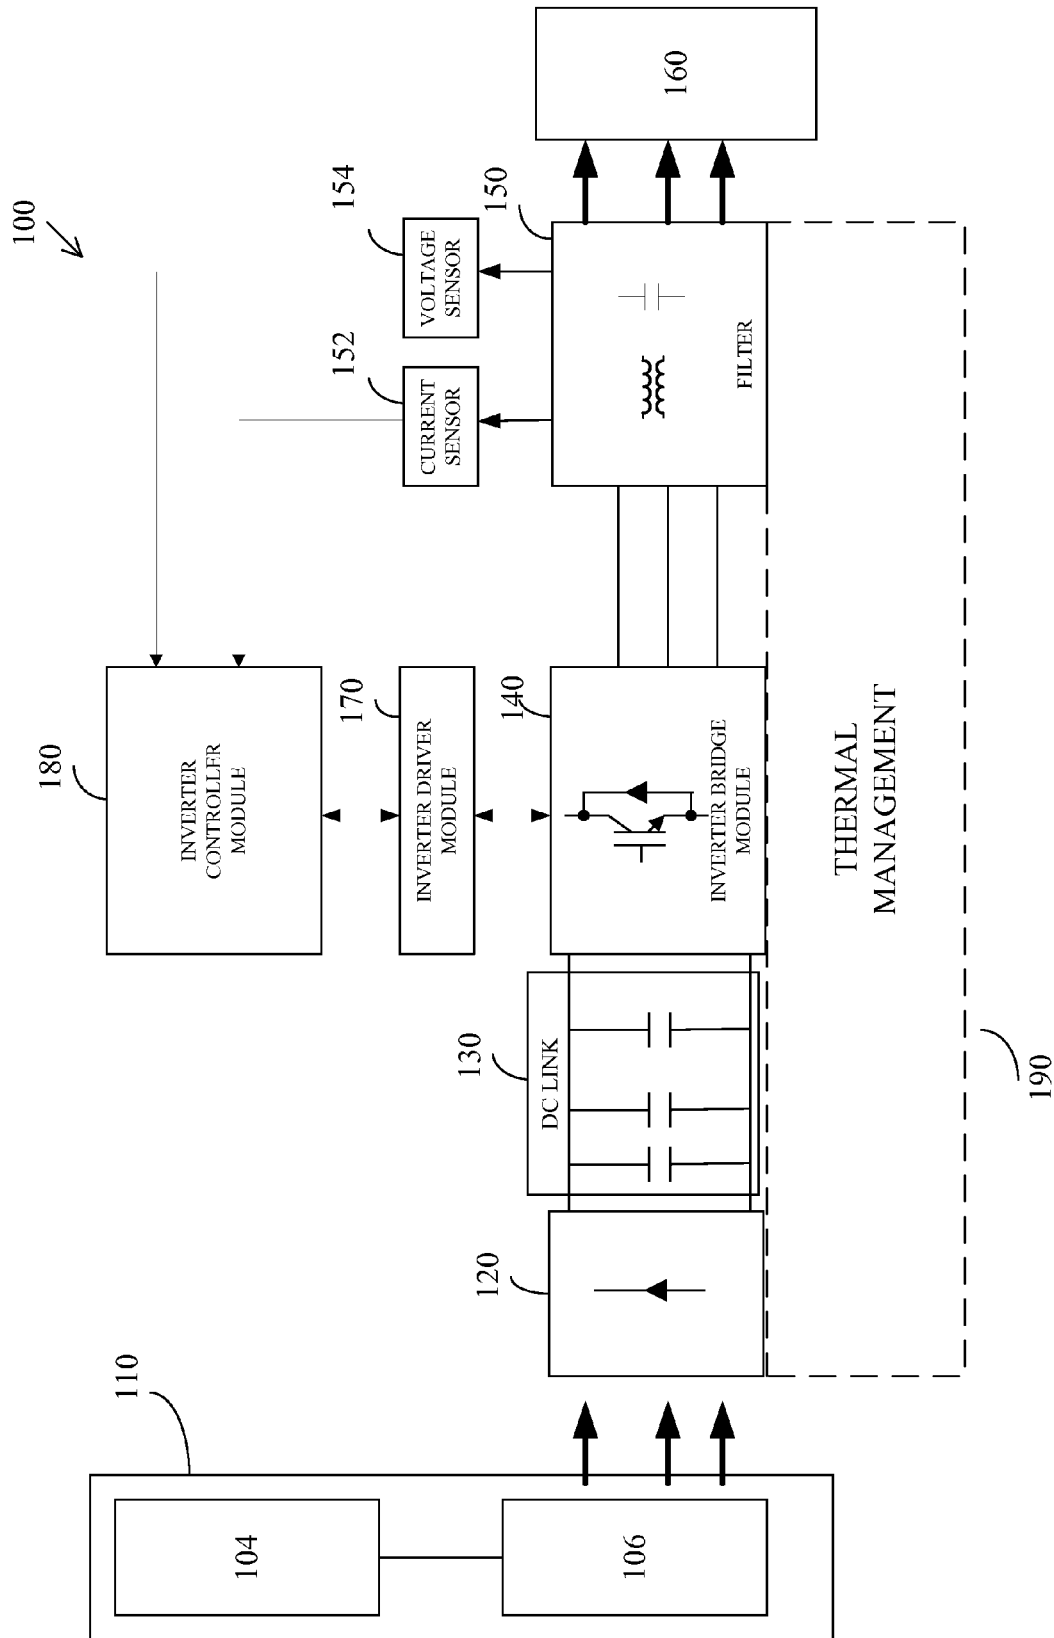 100
180
INVERTER
CONTROLLER
MODULE
154
VOLTAGE
SENSOR
152
CURRENT
SENSOR
170
INVERTER DRIVER
MODULE
110
104
106
120
130
DC LINK
140
INVERTER BRIDGE
MODULE
150
FILTER
160
THERMAL
MANAGEMENT
190